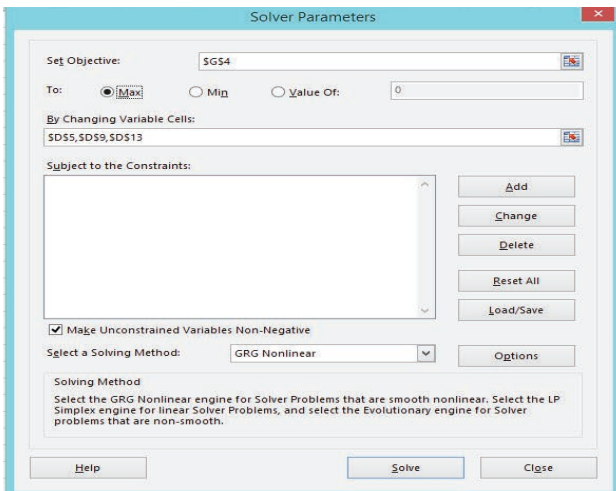 Solver Parameters
Set Objective: $G$4
To: Max Min Value Of: 0
By Changing Variable Cells:
$D$5,$D$9,$D$13
Subject to the Constraints:
Add
Change
Delete
Reset All
Load/Save
Make Unconstrained Variables Non-Negative
Select a Solving Method: GRG Nonlinear Options
Solving Method
Select the GRG Nonlinear engine for Solver Problems that are smooth nonlinear. Select the LP
Simplex engine for linear Solver Problems, and select the Evolutionary engine for Solver
problems that are non-smooth.
Help Solve Close